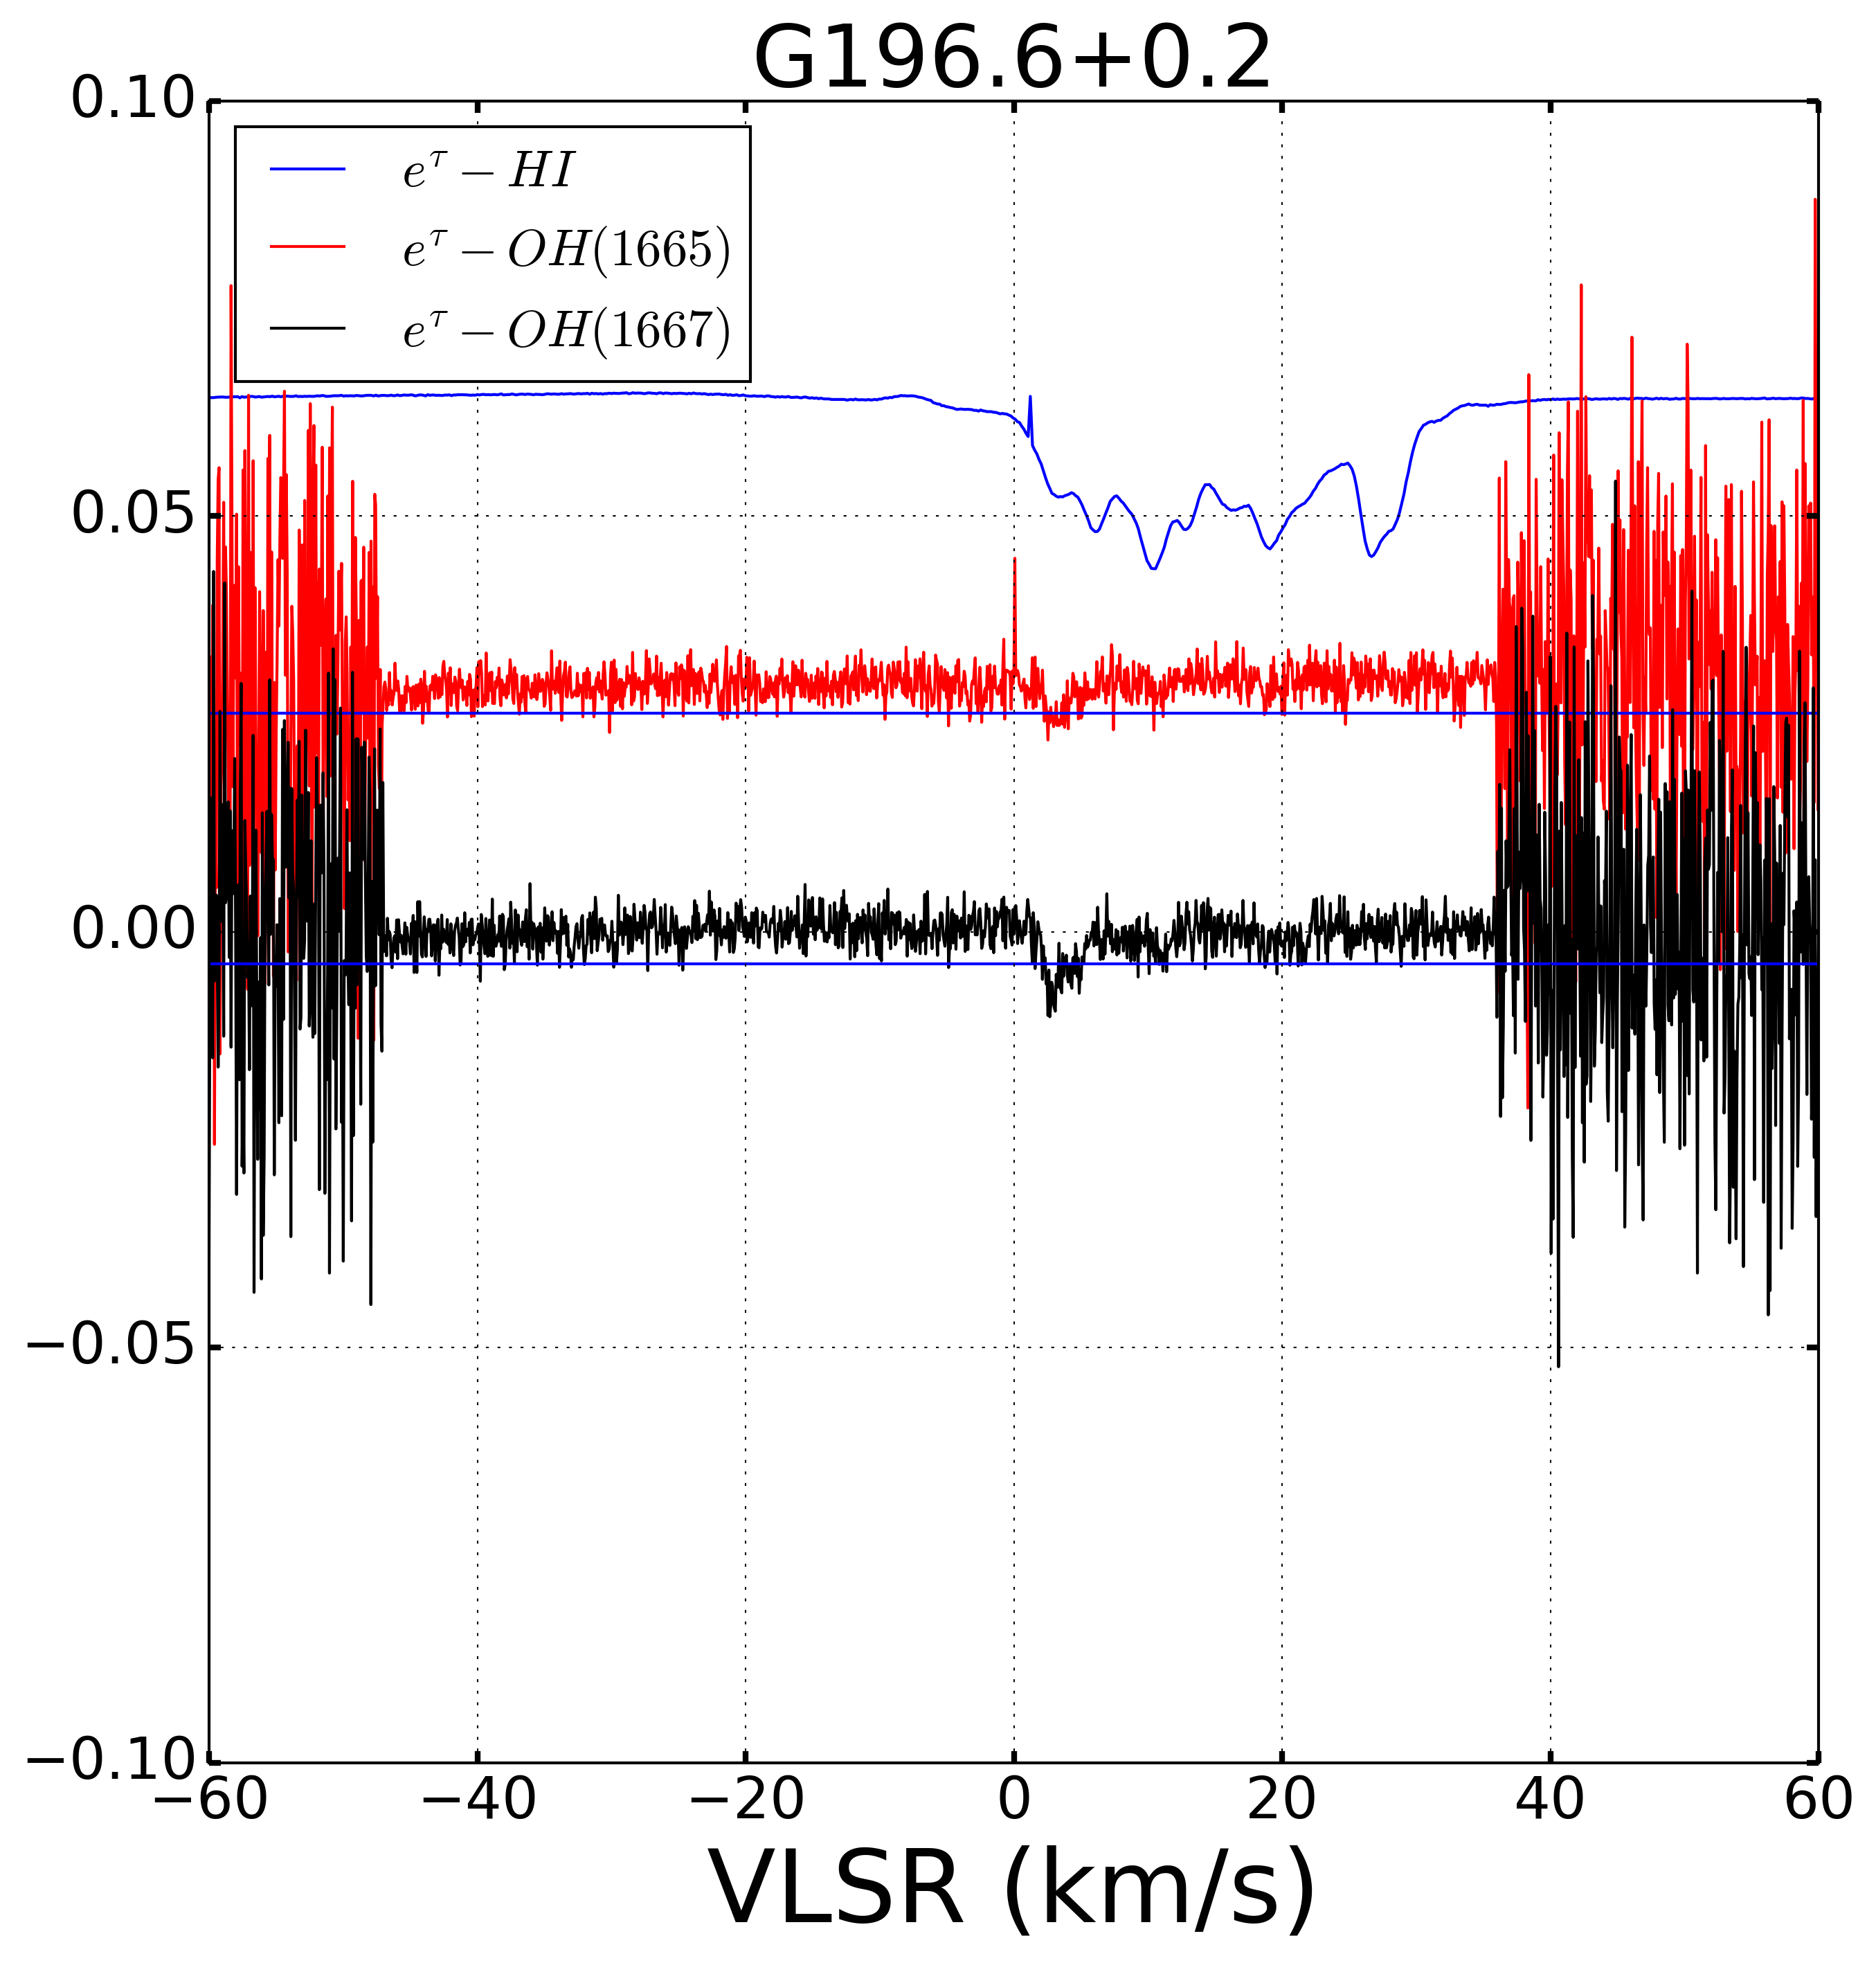 G196.6+0.2
0.10
0.05
0.00
−0.05
−0.10
e^τ − HI
e^τ − OH(1665)
e^τ − OH(1667)
−60 −40 −20 0 20 40 60
VLSR (km/s)